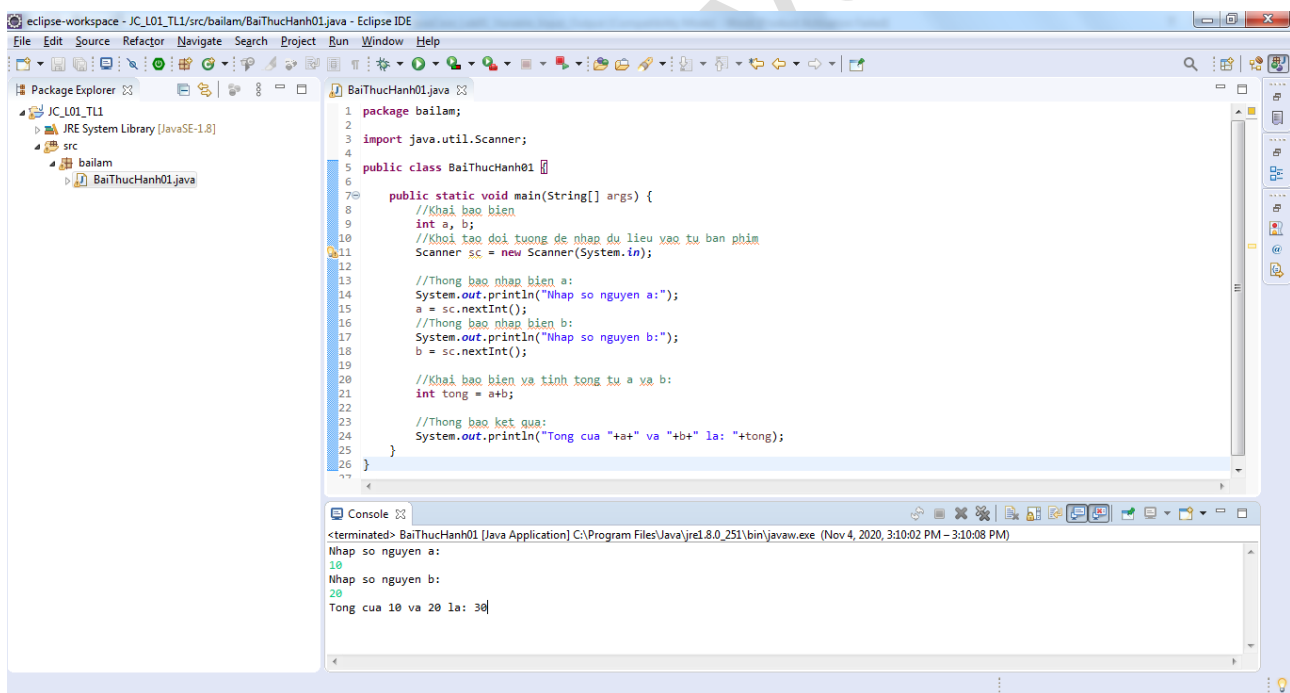 eclipse-workspace - JC_L01_TL1/src/bailam/BaiThucHanh01.java - Eclipse IDE
File Edit Source Refactor Navigate Search Project Run Window Help
Package Explorer
JC_L01_TL1
JRE System Library [JavaSE-1.8]
src
bailam
BaiThucHanh01.java
BaiThucHanh01.java
1 package bailam;
2
3 import java.util.Scanner;
4
5 public class BaiThucHanh01 {
6
7 public static void main(String[] args) {
8 //Khai bao bien
9 int a, b;
10 //Khoi tao doi tuong de nhap du lieu vao tu ban phim
11 Scanner sc = new Scanner(System.in);
12
13 //Thong bao nhap bien a:
14 System.out.println("Nhap so nguyen a:");
15 a = sc.nextInt();
16 //Thong bao nhap bien b:
17 System.out.println("Nhap so nguyen b:");
18 b = sc.nextInt();
19
20 //Khai bao bien va tinh tong tu a va b:
21 int tong = a+b;
22
23 //Thong bao ket qua:
24 System.out.println("Tong cua "+a+" va "+b+" la: "+tong);
25 }
26 }
27
Console
<terminated> BaiThucHanh01 [Java Application] C:\Program Files\Java\jre1.8.0_251\bin\javaw.exe (Nov 4, 2020, 3:10:02 PM – 3:10:08 PM)
Nhap so nguyen a:
10
Nhap so nguyen b:
20
Tong cua 10 va 20 la: 30